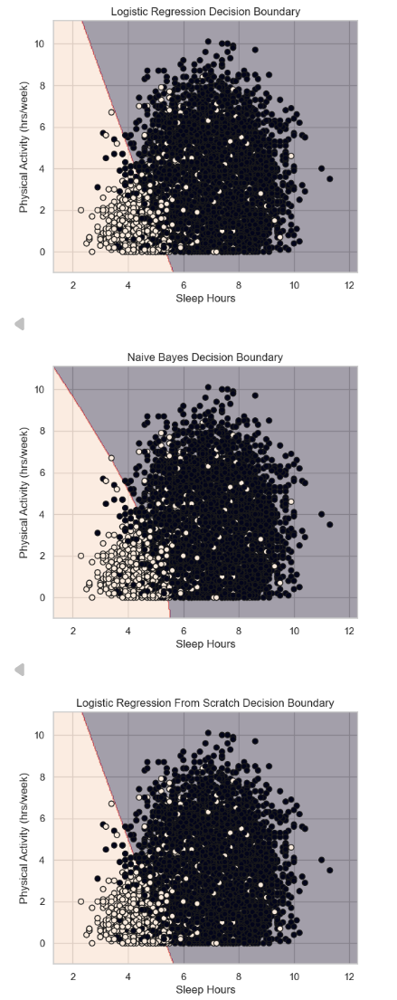 Logistic Regression Decision Boundary
10
8
6
4
2
0
Physical Activity (hrs/week)
2 4 6 8 10 12
Sleep Hours
Naive Bayes Decision Boundary
10
8
6
4
2
0
Physical Activity (hrs/week)
2 4 6 8 10 12
Sleep Hours
Logistic Regression From Scratch Decision Boundary
10
8
6
4
2
0
Physical Activity (hrs/week)
2 4 6 8 10 12
Sleep Hours